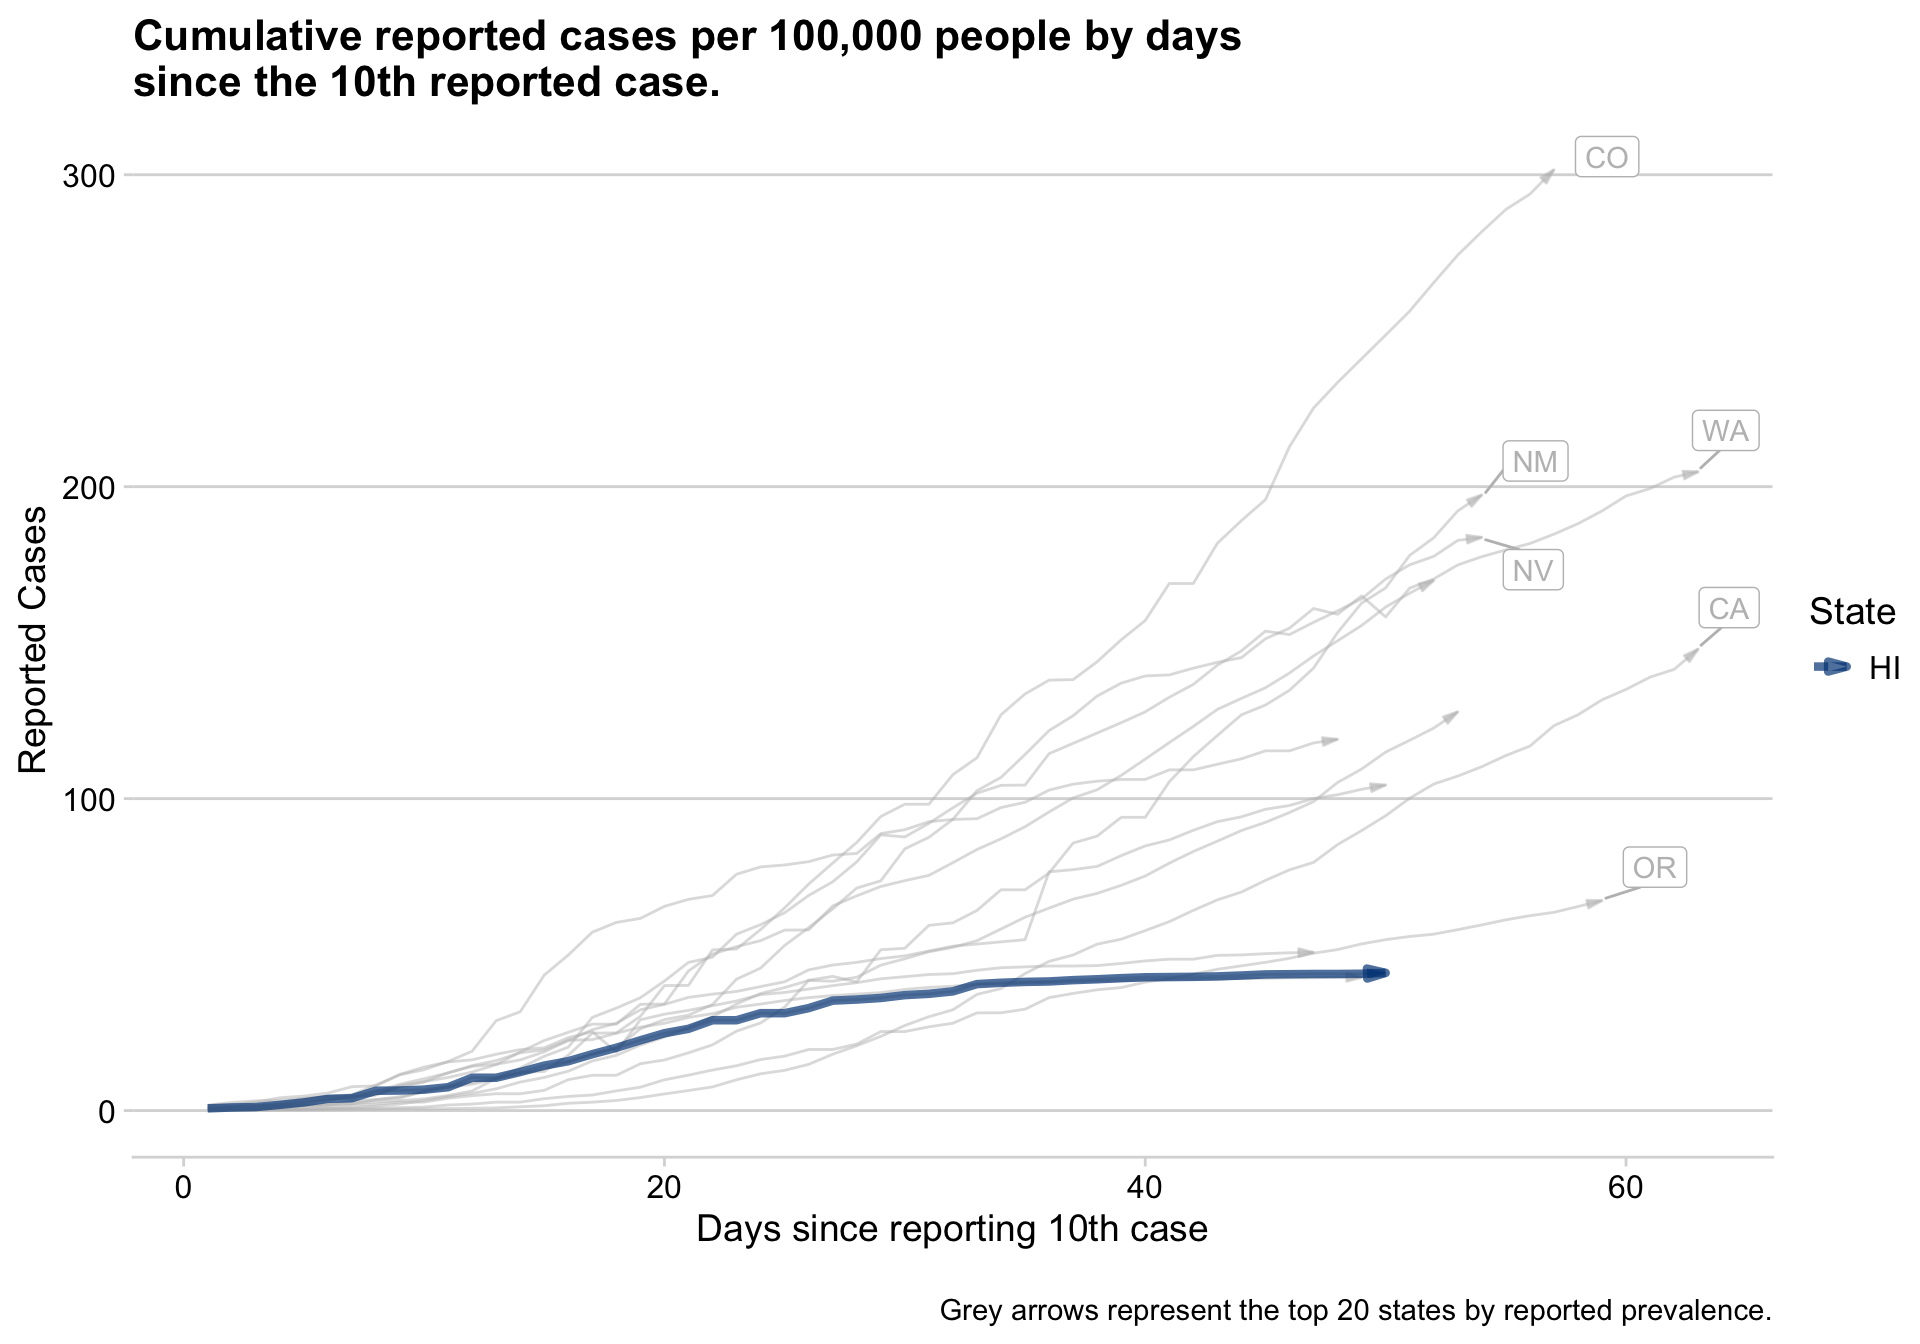 Cumulative reported cases per 100,000 people by days
since the 10th reported case.
300
200
100
0
Reported Cases
CO
WA
NM
NV
CA
OR
State
HI
0
20
40
60
Days since reporting 10th case
Grey arrows represent the top 20 states by reported prevalence.